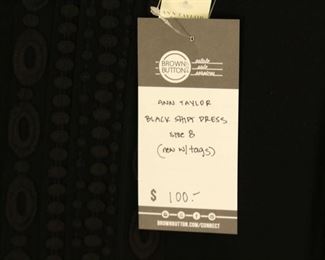 BROWN
BUTTON
estate
sale
services
ANN TAYLOR
BLACK SHIFT DRESS
SIZE 8
(NEW W/ TAGS)
$ 100.-
BROWNBUTTON.COM/CONNECT